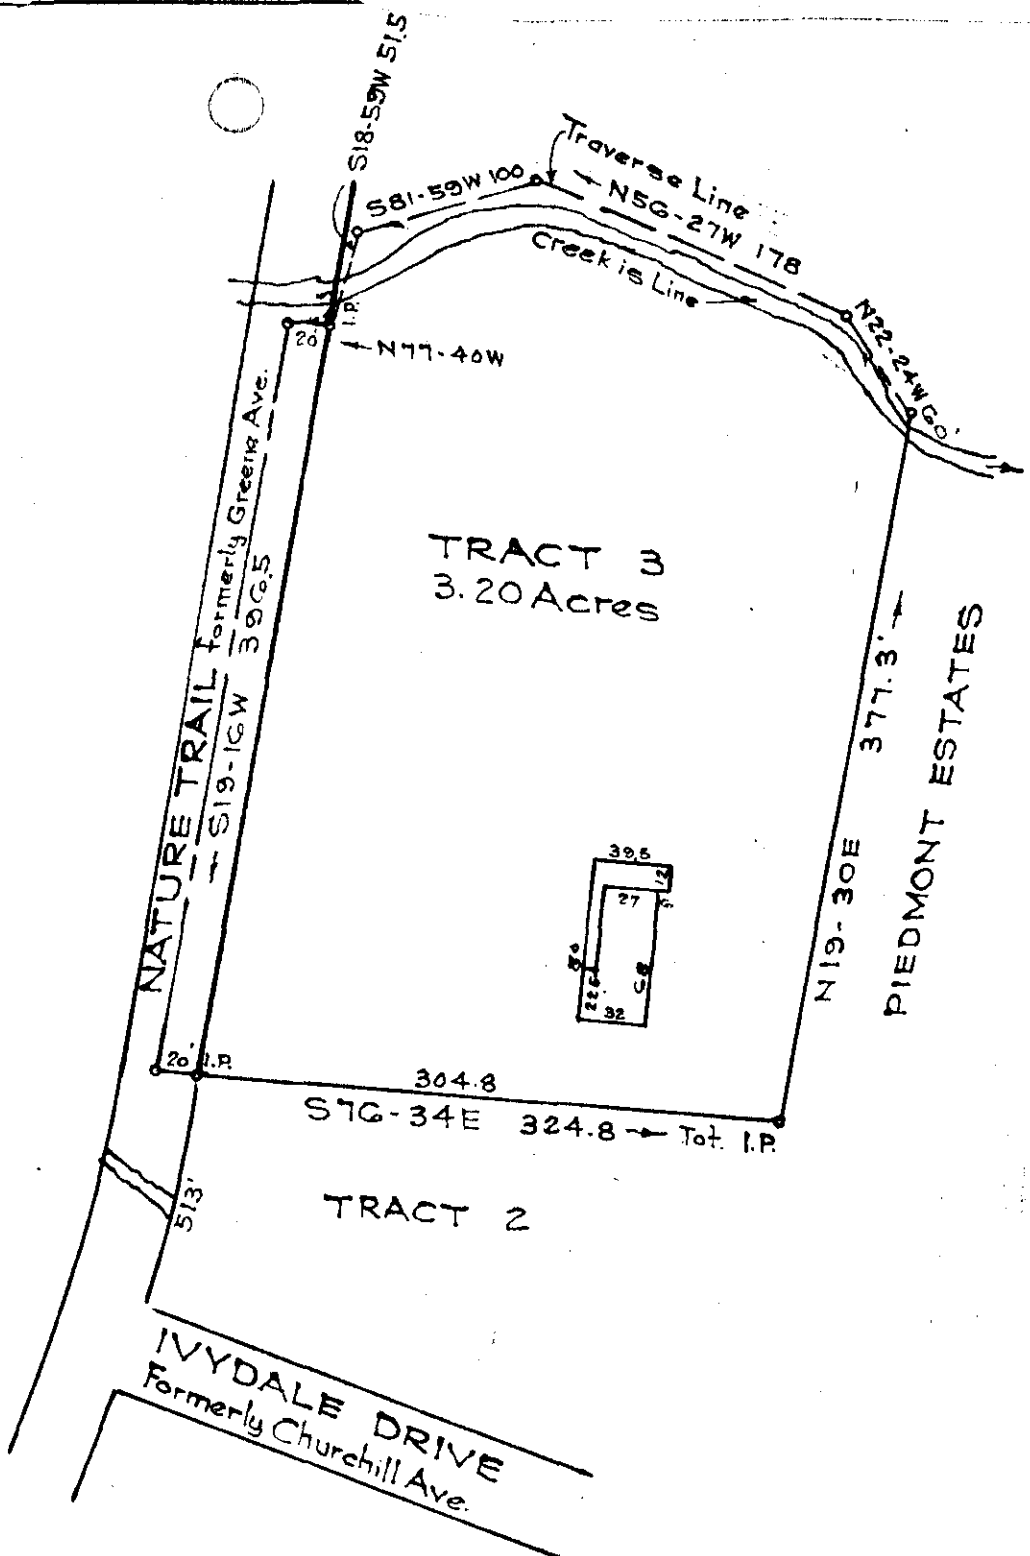 S18-59W 51.5
S81-59W 100
Traverse Line
N56-27W 178
Creek is Line
N22-24W 60'
I.P.
20'
N77-40W
NATURE TRAIL formerly Greene Ave.
S19-16W 396.5
TRACT 3
3.20 Acres
377.3'
N19-30E
PIEDMONT ESTATES
39.5
12
27
6
22.5
32
20'
I.P.
304.8
S76-34E 324.8 Tot. I.P.
513'
TRACT 2
IVYDALE DRIVE
Formerly Churchill Ave.